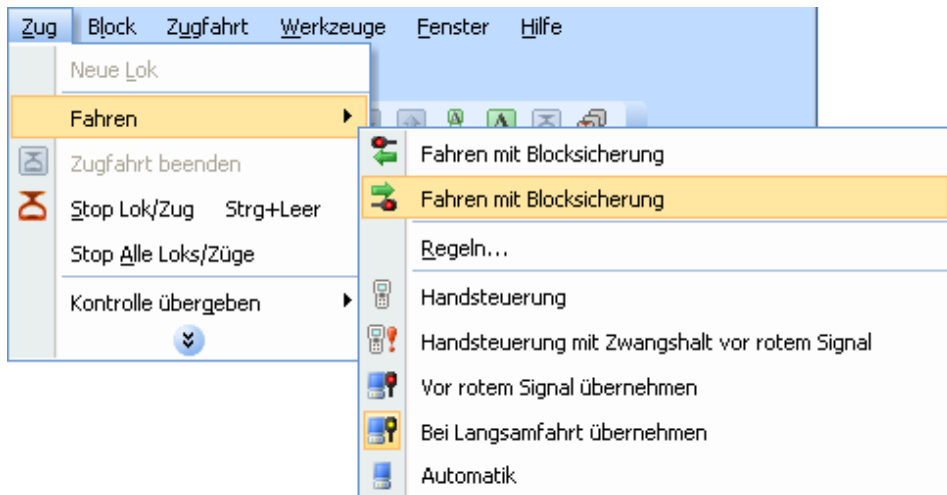 Zug Block Zugfahrt Werkzeuge Fenster Hilfe
Neue Lok
Fahren
Zugfahrt beenden
Stop Lok/Zug Strg+Leer
Stop Alle Loks/Züge
Kontrolle übergeben
Fahren mit Blocksicherung
Fahren mit Blocksicherung
Regeln...
Handsteuerung
Handsteuerung mit Zwangshalt vor rotem Signal
Vor rotem Signal übernehmen
Bei Langsamfahrt übernehmen
Automatik